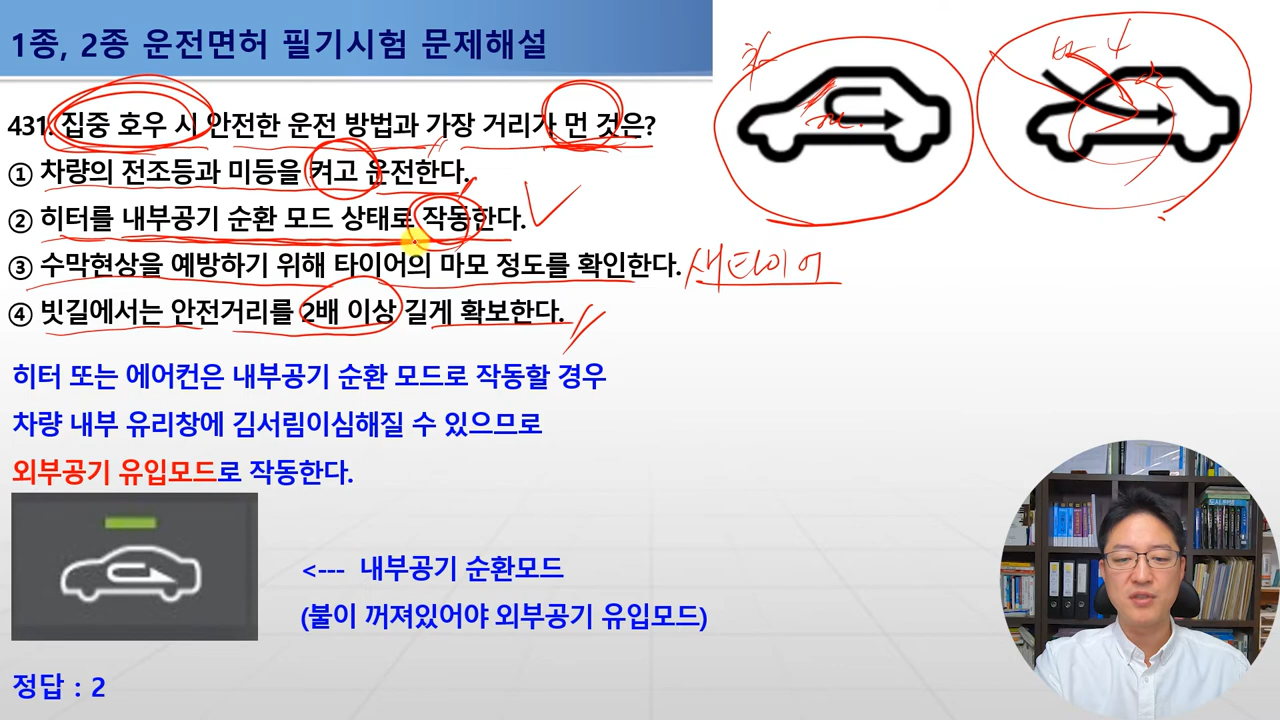 1종, 2종 운전면허 필기시험 문제해설
431. 집중 호우 시 안전한 운전 방법과 가장 거리가 먼 것은?
① 차량의 전조등과 미등을 켜고 운전한다.
② 히터를 내부공기 순환 모드 상태로 작동한다.
③ 수막현상을 예방하기 위해 타이어의 마모 정도를 확인한다. 새타이어
④ 빗길에서는 안전거리를 2배 이상 길게 확보한다.
히터 또는 에어컨은 내부공기 순환 모드로 작동할 경우
차량 내부 유리창에 김서림이심해질 수 있으므로
외부공기 유입모드로 작동한다.
<--- 내부공기 순환모드
(불이 꺼져있어야 외부공기 유입모드)
정답 : 2